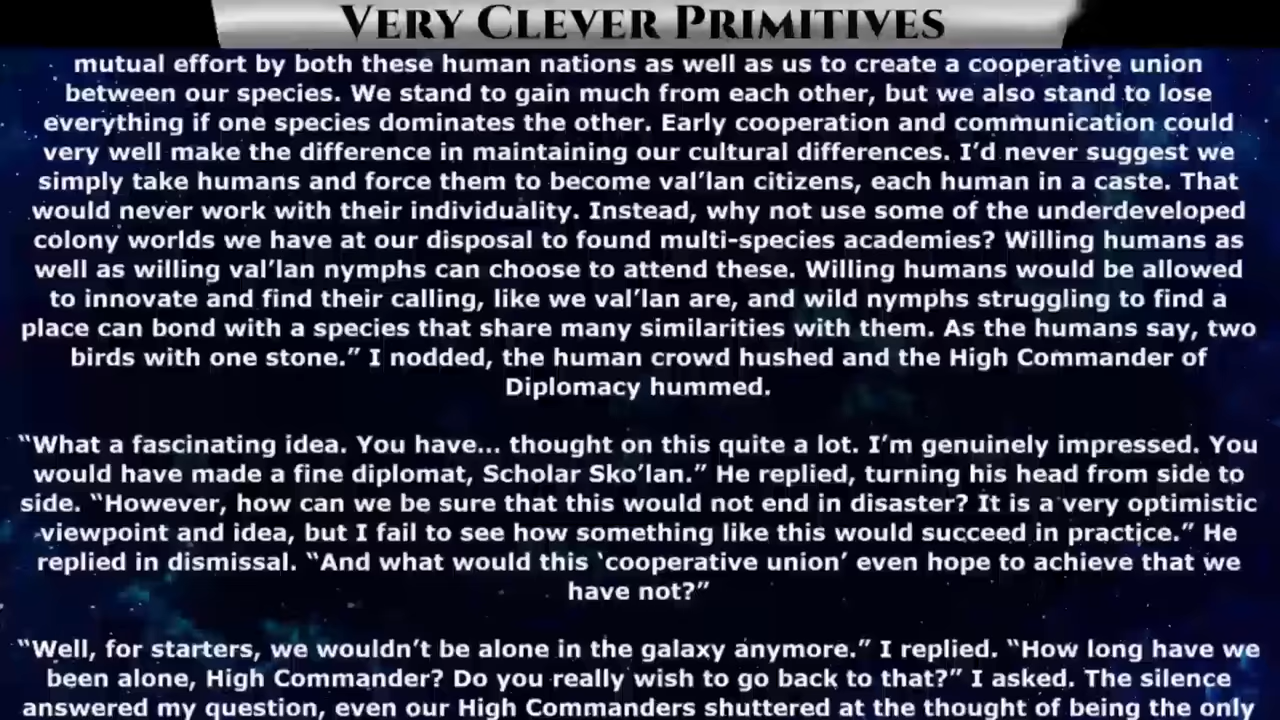 VERY CLEVER PRIMITIVES
mutual effort by both these human nations as well as us to create a cooperative union
between our species. We stand to gain much from each other, but we also stand to lose
everything if one species dominates the other. Early cooperation and communication could
very well make the difference in maintaining our cultural differences. I’d never suggest we
simply take humans and force them to become val’lan citizens, each human in a caste. That
would never work with their individuality. Instead, why not use some of the underdeveloped
colony worlds we have at our disposal to found multi-species academies? Willing humans as
well as willing val’lan nymphs can choose to attend these. Willing humans would be allowed
to innovate and find their calling, like we val’lan are, and wild nymphs struggling to find a
place can bond with a species that share many similarities with them. As the humans say, two
birds with one stone.” I nodded, the human crowd hushed and the High Commander of
Diplomacy hummed.
“What a fascinating idea. You have... thought on this quite a lot. I’m genuinely impressed. You
would have made a fine diplomat, Scholar Sko’lan.” He replied, turning his head from side to
side. “However, how can we be sure that this would not end in disaster? It is a very optimistic
viewpoint and idea, but I fail to see how something like this would succeed in practice.” He
replied in dismissal. “And what would this ‘cooperative union’ even hope to achieve that we
have not?”
“Well, for starters, we wouldn’t be alone in the galaxy anymore.” I replied. “How long have we
been alone, High Commander? Do you really wish to go back to that?” I asked. The silence
answered my question, even our High Commanders shuttered at the thought of being the only